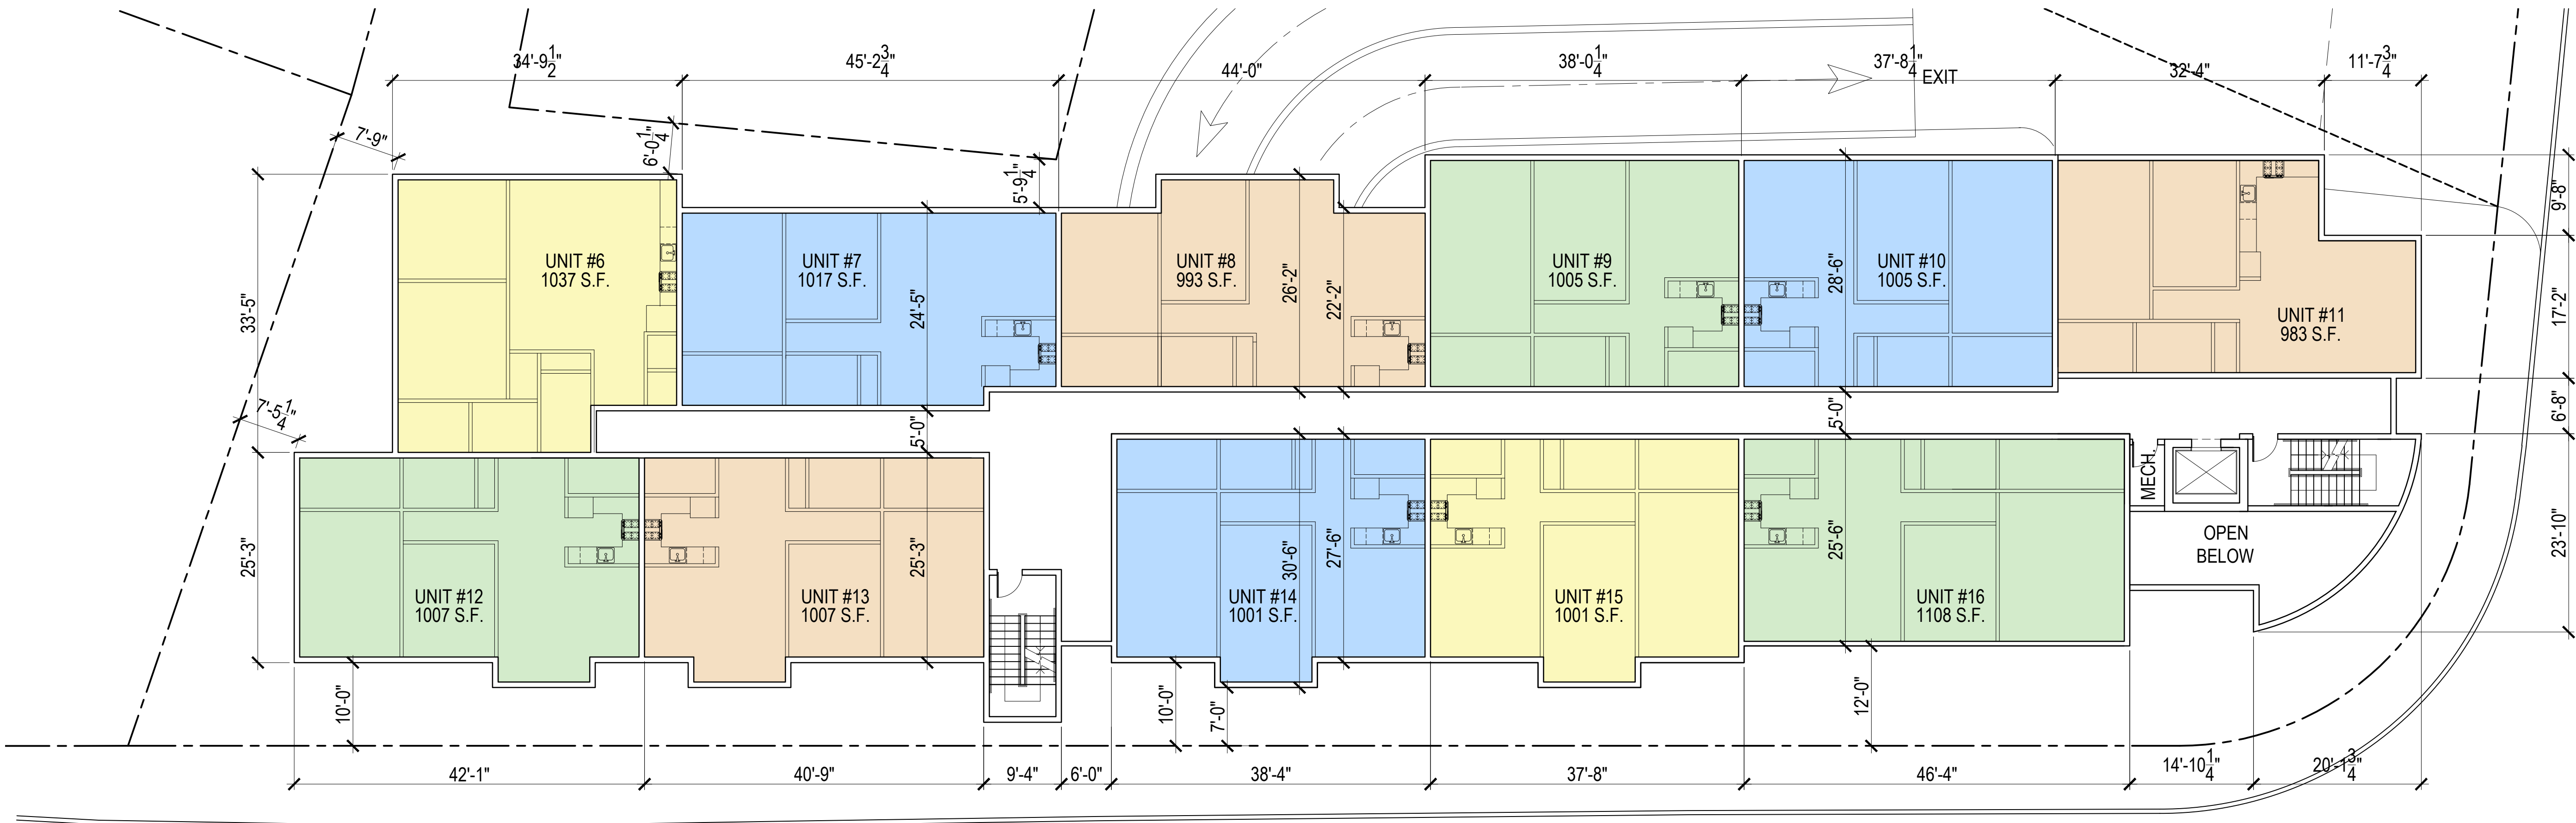 34'-9 1/2"
45'-2 3/4"
44'-0"
38'-0 1/4"
37'-8 1/4"
EXIT
32'-4"
11'-7 3/4"
7'-9"
6'-0 1/4"
5'-9 1/4"
9'-8"
UNIT #6
1037 S.F.
UNIT #7
1017 S.F.
UNIT #8
993 S.F.
UNIT #9
1005 S.F.
UNIT #10
1005 S.F.
UNIT #11
983 S.F.
33'-5"
24'-5"
26'-2"
22'-2"
28'-6"
17'-2"
7'-5 1/4"
5'-0"
5'-0"
6'-8"
MECH.
OPEN
BELOW
25'-3"
25'-3"
30'-6"
27'-6"
25'-6"
23'-10"
UNIT #12
1007 S.F.
UNIT #13
1007 S.F.
UNIT #14
1001 S.F.
UNIT #15
1001 S.F.
UNIT #16
1108 S.F.
10'-0"
10'-0"
7'-0"
12'-0"
42'-1"
40'-9"
9'-4"
6'-0"
38'-4"
37'-8"
46'-4"
14'-10 1/4"
20'-1 3/4"